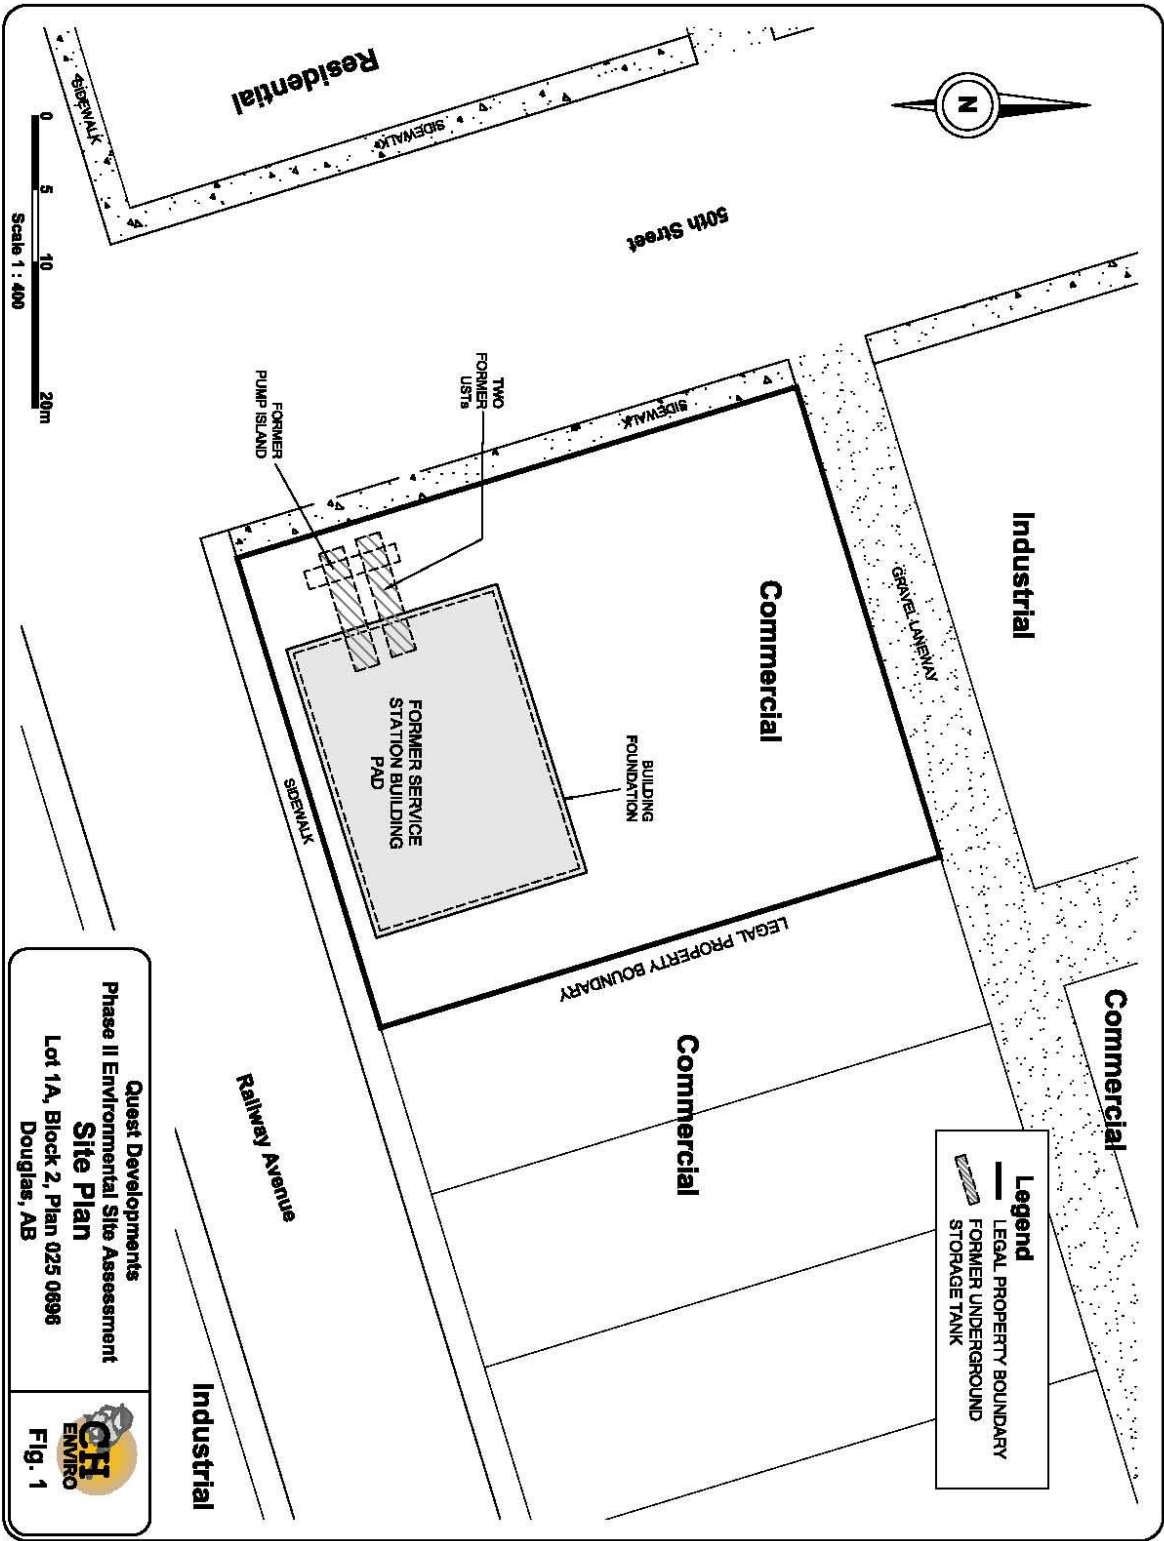 N
Residential
SIDEWALK
SIDEWALK
50th Street
0 5 10 20m
Scale 1 : 400
Industrial
GRAVEL LANEWAY
SIDEWALK
Commercial
TWO
FORMER
USTs
FORMER
PUMP ISLAND
BUILDING
FOUNDATION
FORMER SERVICE
STATION BUILDING
PAD
SIDEWALK
LEGAL PROPERTY BOUNDARY
Commercial
Commercial
Railway Avenue
Industrial
Legend
LEGAL PROPERTY BOUNDARY
FORMER UNDERGROUND
STORAGE TANK
Quest Developments
Phase II Environmental Site Assessment
Site Plan
Lot 1A, Block 2, Plan 025 0696
Douglas, AB
CH
ENVIRO
Fig. 1